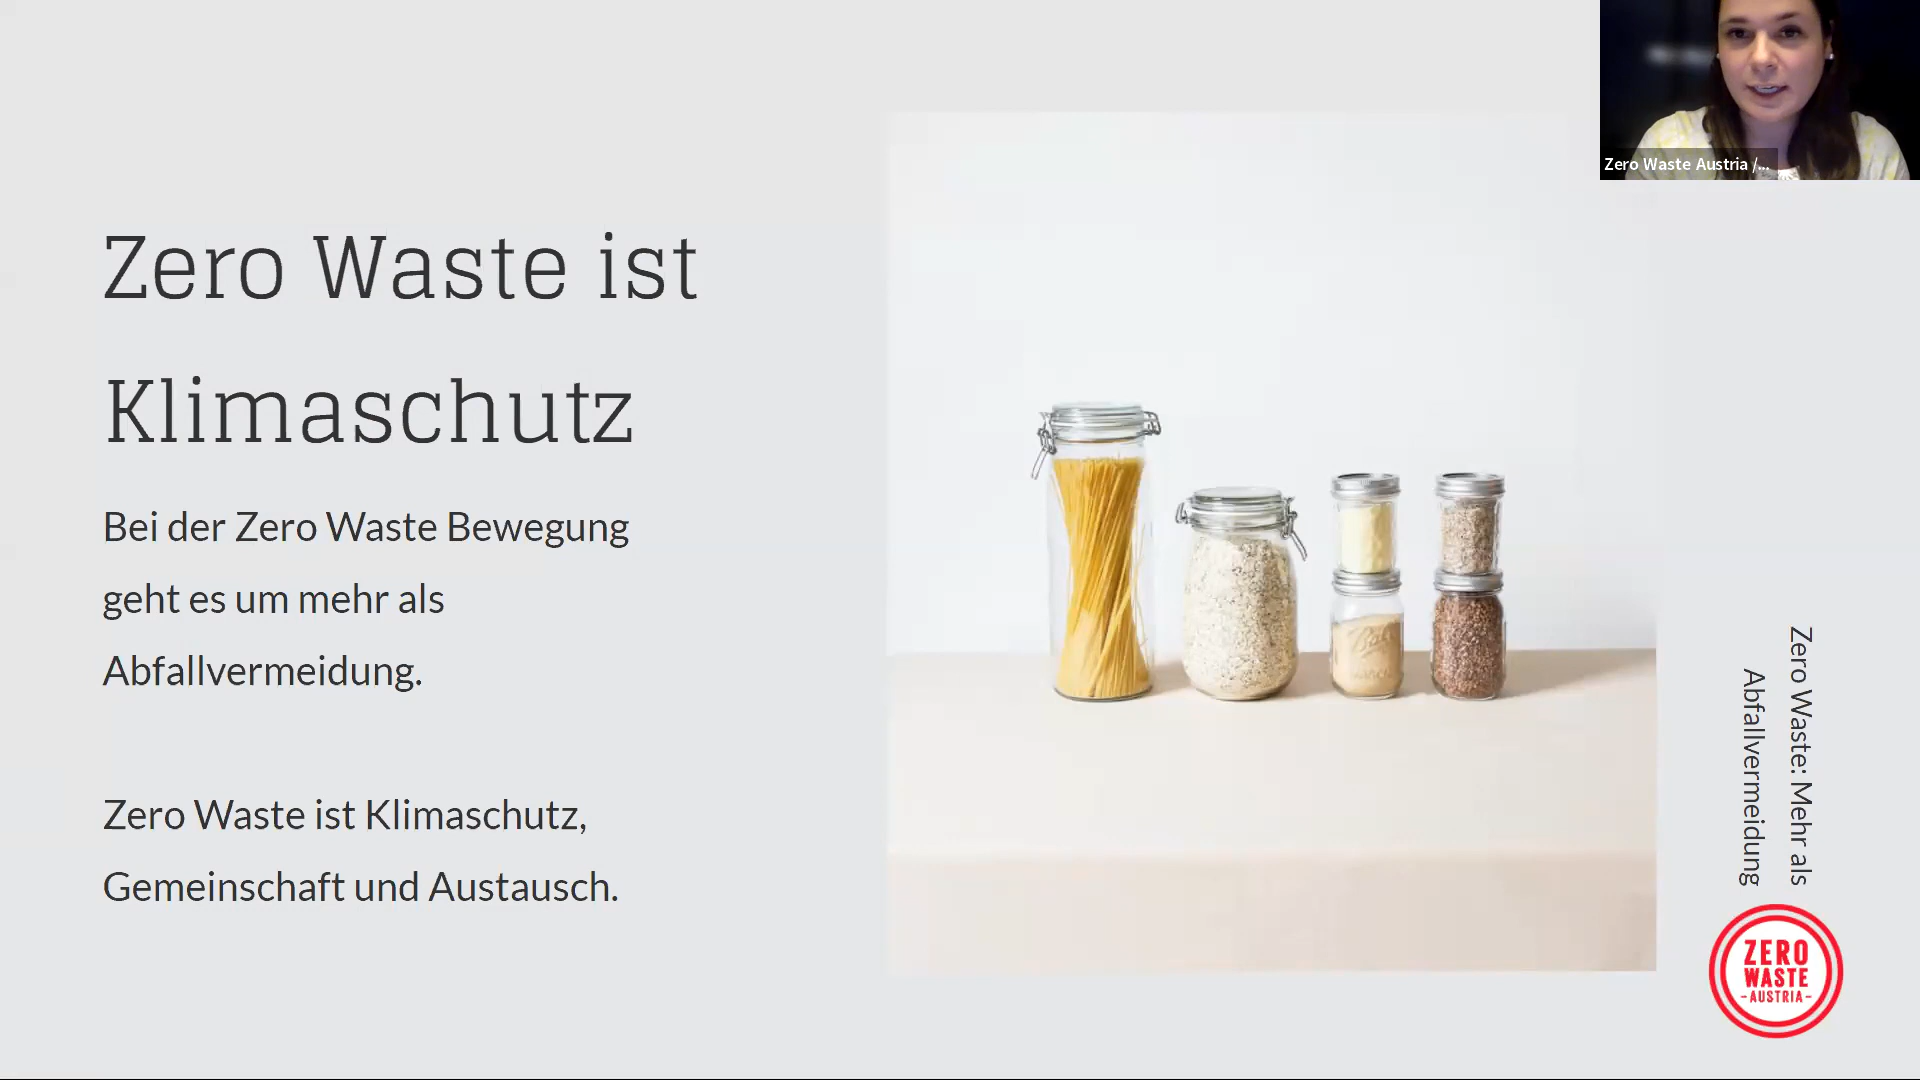 Zero Waste Austria /...
Zero Waste ist
Klimaschutz
Bei der Zero Waste Bewegung
geht es um mehr als
Abfallvermeidung.
Zero Waste ist Klimaschutz,
Gemeinschaft und Austausch.
Zero Waste: Mehr als
Abfallvermeidung
ZERO
WASTE
-AUSTRIA-